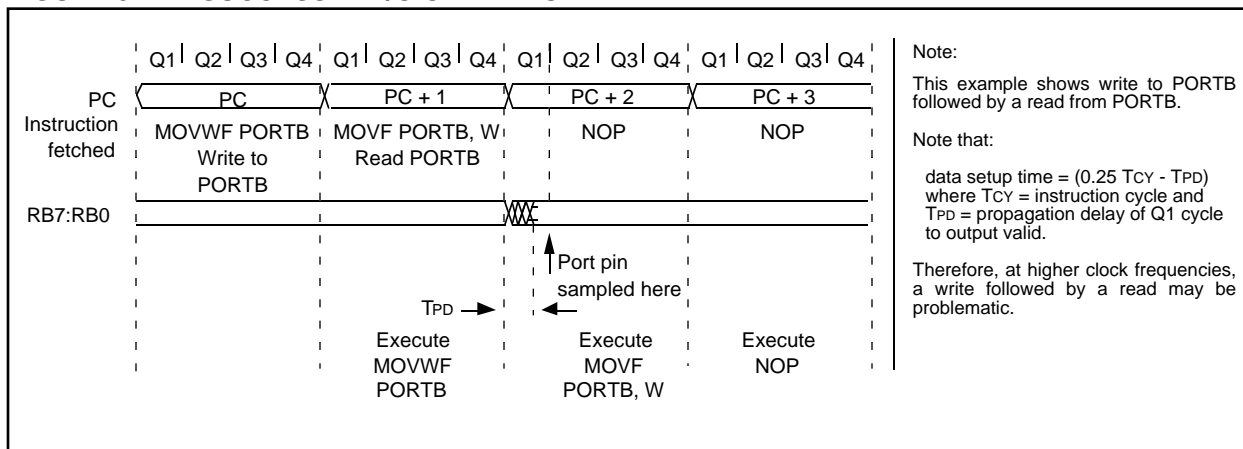 Q1 Q2 Q3 Q4 Q1 Q2 Q3 Q4 Q1 Q2 Q3 Q4 Q1 Q2 Q3 Q4
PC PC PC + 1 PC + 2 PC + 3
Instruction
fetched
MOVWF PORTB
Write to
PORTB
MOVF PORTB, W
Read PORTB
NOP
NOP
RB7:RB0
Port pin
sampled here
TPD
Execute
MOVWF
PORTB
Execute
MOVF
PORTB, W
Execute
NOP
Note:
This example shows write to PORTB
followed by a read from PORTB.
Note that:
data setup time = (0.25 TCY - TPD)
where TCY = instruction cycle and
TPD = propagation delay of Q1 cycle
to output valid.
Therefore, at higher clock frequencies,
a write followed by a read may be
problematic.